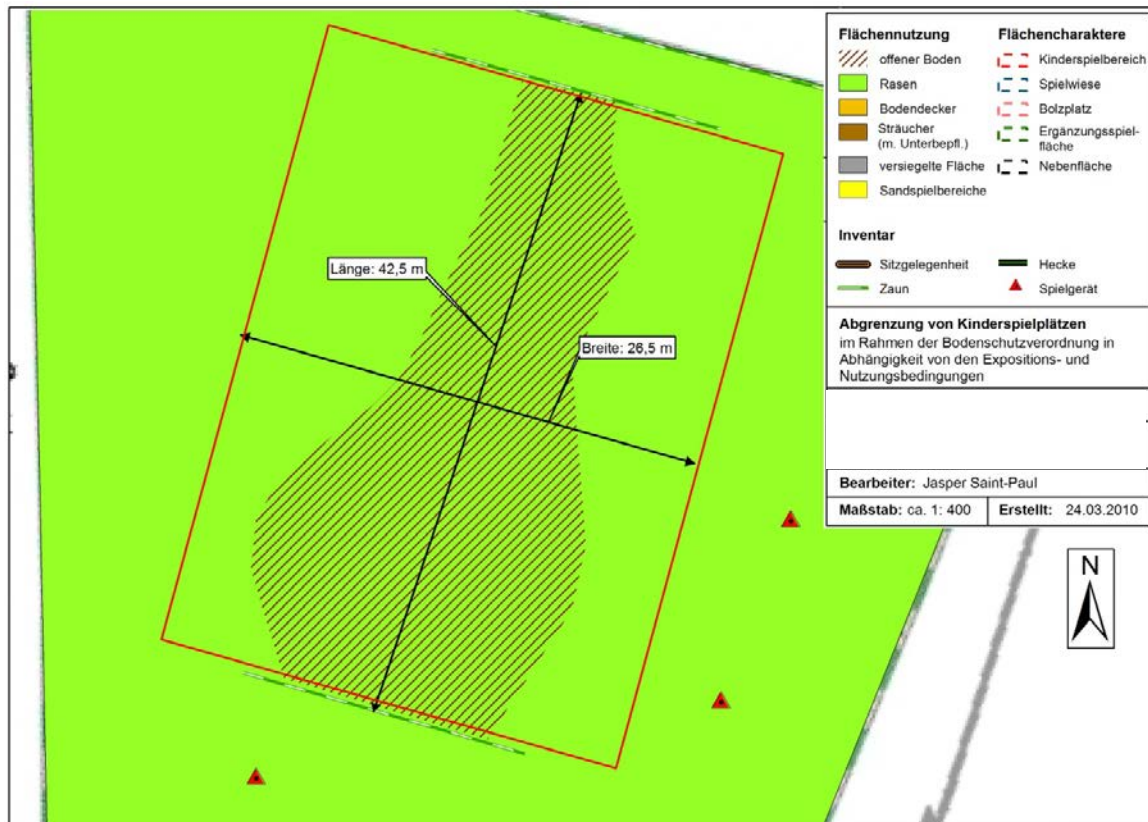 Länge: 42,5 m
Breite: 26,5 m
Flächennutzung
offener Boden
Rasen
Bodendecker
Sträucher
(m. Unterbepfl.)
versiegelte Fläche
Sandspielbereiche
Flächencharaktere
Kinderspielbereich
Spielwiese
Bolzplatz
Ergänzungsspiel-
fläche
Nebenfläche
Inventar
Sitzgelegenheit
Zaun
Hecke
Spielgerät
Abgrenzung von Kinderspielplätzen
im Rahmen der Bodenschutzverordnung in
Abhängigkeit von den Expositions- und
Nutzungsbedingungen
Bearbeiter: Jasper Saint-Paul
Maßstab: ca. 1: 400
Erstellt: 24.03.2010
N